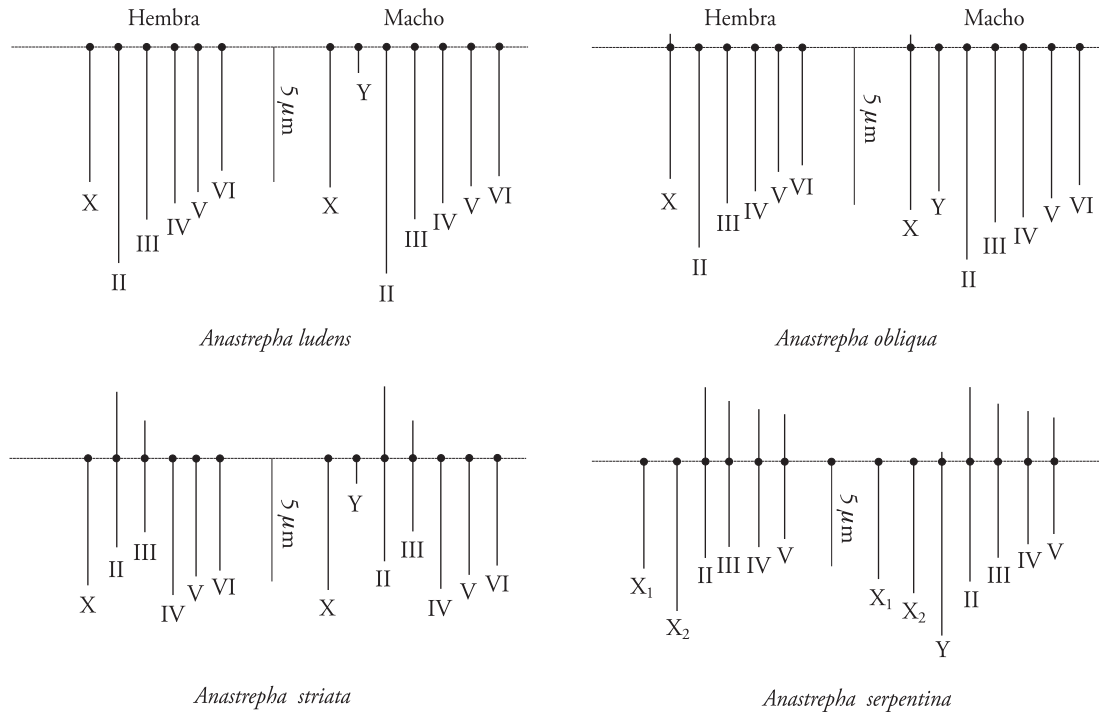 Hembra
Macho
X
II
III
IV
V
VI
5 μm
X
Y
II
III
IV
V
VI
Anastrepha ludens
Hembra
Macho
X
II
III
IV
V
VI
5 μm
X
Y
II
III
IV
V
VI
Anastrepha obliqua
X
II
III
IV
V
VI
5 μm
X
Y
II
III
IV
V
VI
Anastrepha striata
X₁
X₂
II
III
IV
V
5 μm
X₁
X₂
Y
II
III
IV
V
Anastrepha serpentina